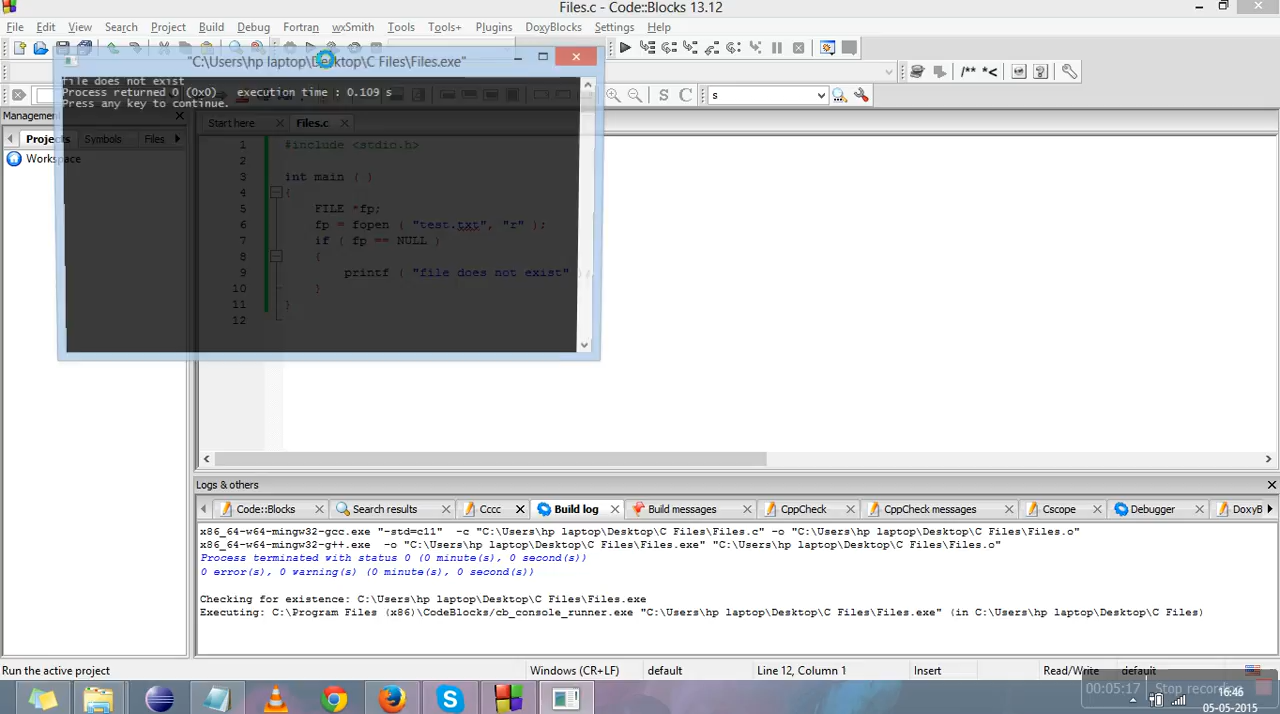 Files.c - Code::Blocks 13.12
File Edit View Search Project Build Debug Fortran wxSmith Tools Tools+ Plugins DoxyBlocks Settings Help
"C:\Users\hp laptop\Desktop\C Files\Files.exe"
file does not exist
Process returned 0 (0x0)   execution time : 0.109 s
Press any key to continue.
/** *<
S C s
Management
Start here Files.c
Projects Symbols Files
Workspace
1 #include <stdio.h>
2
3 int main ( )
4 {
5 FILE *fp;
6 fp = fopen ( "test.txt", "r" );
7 if ( fp == NULL )
8 {
9 printf ( "file does not exist" );
10 }
11 }
12
Logs & others
Code::Blocks Search results Cccc Build log Build messages CppCheck CppCheck messages Cscope Debugger DoxyB
x86_64-w64-mingw32-gcc.exe "-std=c11"  -c "C:\Users\hp laptop\Desktop\C Files\Files.c" -o "C:\Users\hp laptop\Desktop\C Files\Files.o"
x86_64-w64-mingw32-g++.exe  -o "C:\Users\hp laptop\Desktop\C Files\Files.exe" "C:\Users\hp laptop\Desktop\C Files\Files.o"
Process terminated with status 0 (0 minute(s), 0 second(s))
0 error(s), 0 warning(s) (0 minute(s), 0 second(s))
Checking for existence: C:\Users\hp laptop\Desktop\C Files\Files.exe
Executing: C:\Program Files (x86)\CodeBlocks/cb_console_runner.exe "C:\Users\hp laptop\Desktop\C Files\Files.exe" (in C:\Users\hp laptop\Desktop\C Files)
Run the active project Windows (CR+LF) default Line 12, Column 1 Insert Read/Write default
00:05:17 Stop recording
16:46
05-05-2015